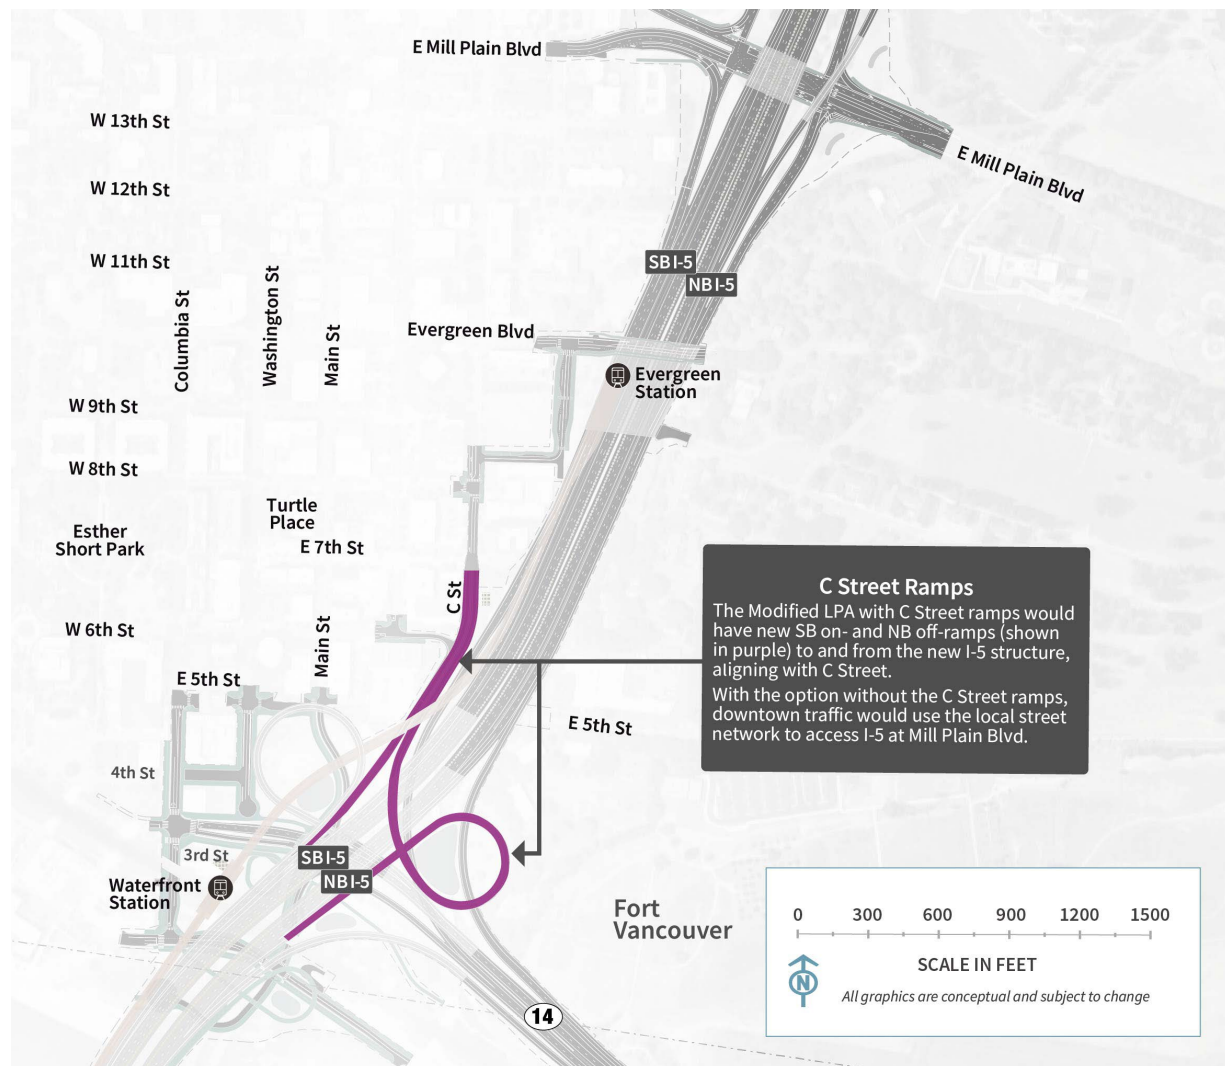 E Mill Plain Blvd
W 13th St
E Mill Plain Blvd
W 12th St
W 11th St
SB I-5
NB I-5
Columbia St
Washington St
Main St
Evergreen Blvd
Evergreen
Station
W 9th St
W 8th St
Turtle
Place
Esther
Short Park
E 7th St
C St
W 6th St
Main St
E 5th St
E 5th St
C Street Ramps
The Modified LPA with C Street ramps would
have new SB on- and NB off-ramps (shown
in purple) to and from the new I-5 structure,
aligning with C Street.
With the option without the C Street ramps,
downtown traffic would use the local street
network to access I-5 at Mill Plain Blvd.
4th St
3rd St
SB I-5
NB I-5
Waterfront
Station
Fort
Vancouver
14
0 300 600 900 1200 1500
SCALE IN FEET
N
All graphics are conceptual and subject to change